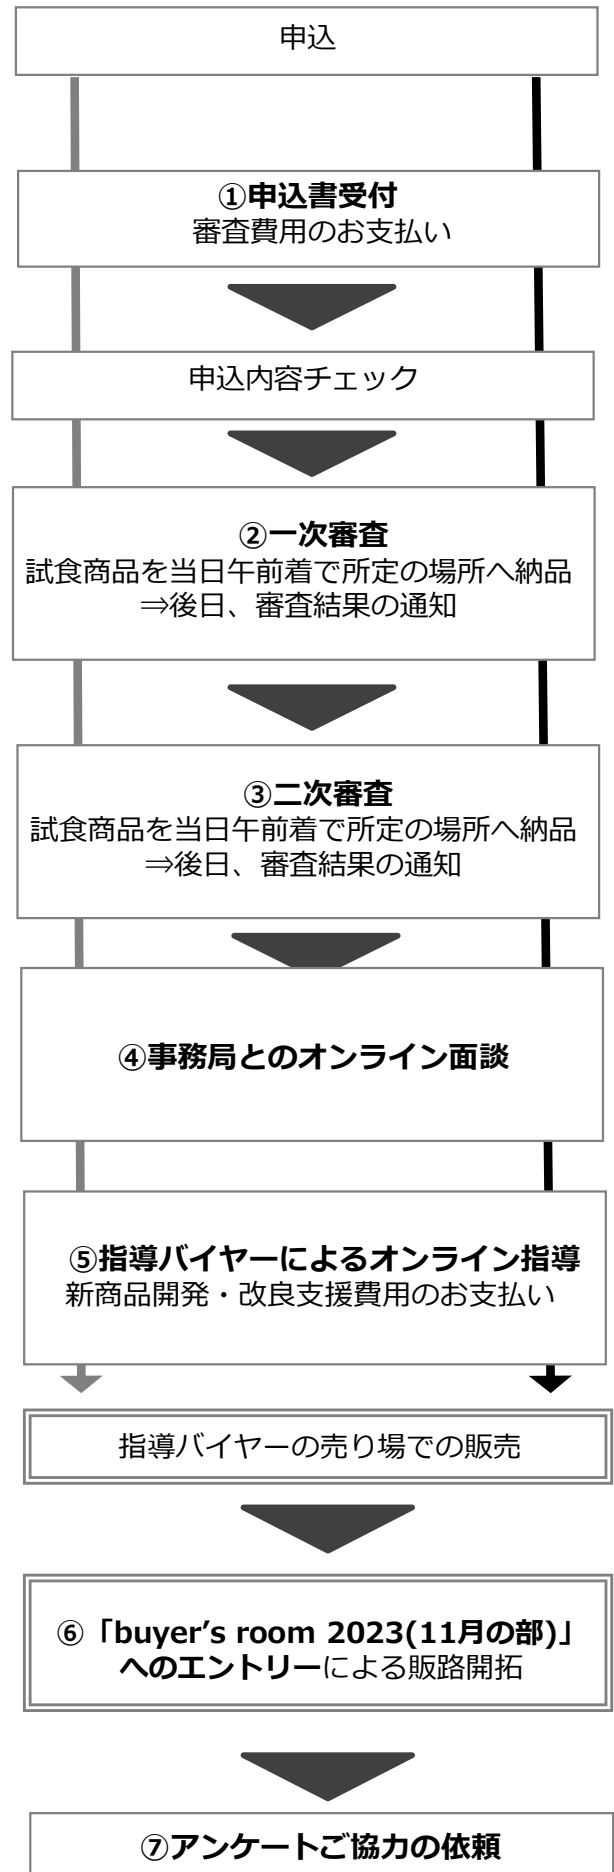 申込
①申込書受付
審査費用のお支払い
申込内容チェック
②一次審査
試食商品を当日午前着で所定の場所へ納品
⇒後日、審査結果の通知
③二次審査
試食商品を当日午前着で所定の場所へ納品
⇒後日、審査結果の通知
④事務局とのオンライン面談
⑤指導バイヤーによるオンライン指導
新商品開発・改良支援費用のお支払い
指導バイヤーの売り場での販売
⑥「buyer’s room 2023(11月の部)」
へのエントリーによる販路開拓
⑦アンケートご協力の依頼